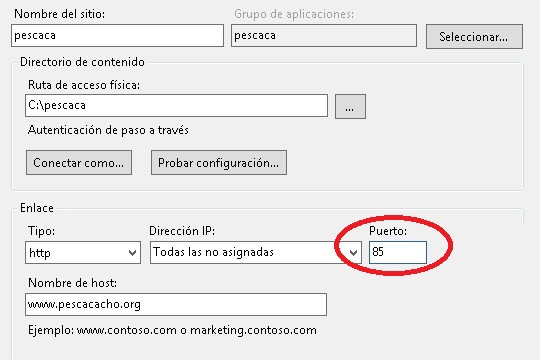 Nombre del sitio: Grupo de aplicaciones:
pescaca pescaca Seleccionar...
Directorio de contenido
Ruta de acceso física:
C:\pescaca ...
Autenticación de paso a través
Conectar como... Probar configuración...
Enlace
Tipo: Dirección IP: Puerto:
http Todas las no asignadas 85
Nombre de host:
www.pescacacho.org
Ejemplo: www.contoso.com o marketing.contoso.com